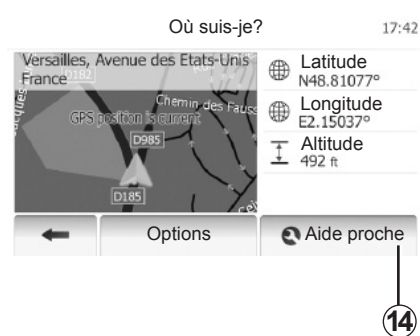 Où suis-je?
17:42
Versailles, Avenue des Etats-Unis
France
D182
Chemin des Fauss
GPS position is current
D985
D185
Latitude
N48.81077°
Longitude
E2.15037°
Altitude
492 ft
Options
Aide proche
14